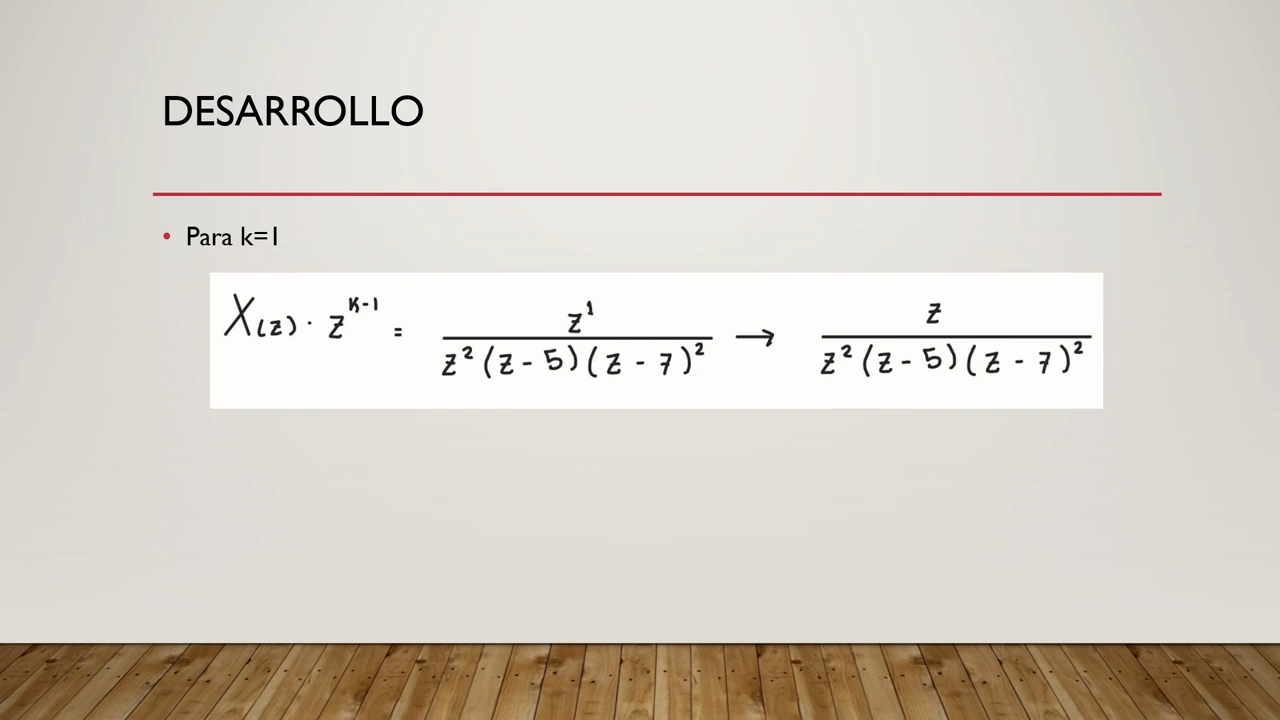 DESARROLLO
• Para k=1
X(z) · z^(k-1) = z^1 / (z^2 (z - 5)(z - 7)^2) → z / (z^2 (z - 5)(z - 7)^2)